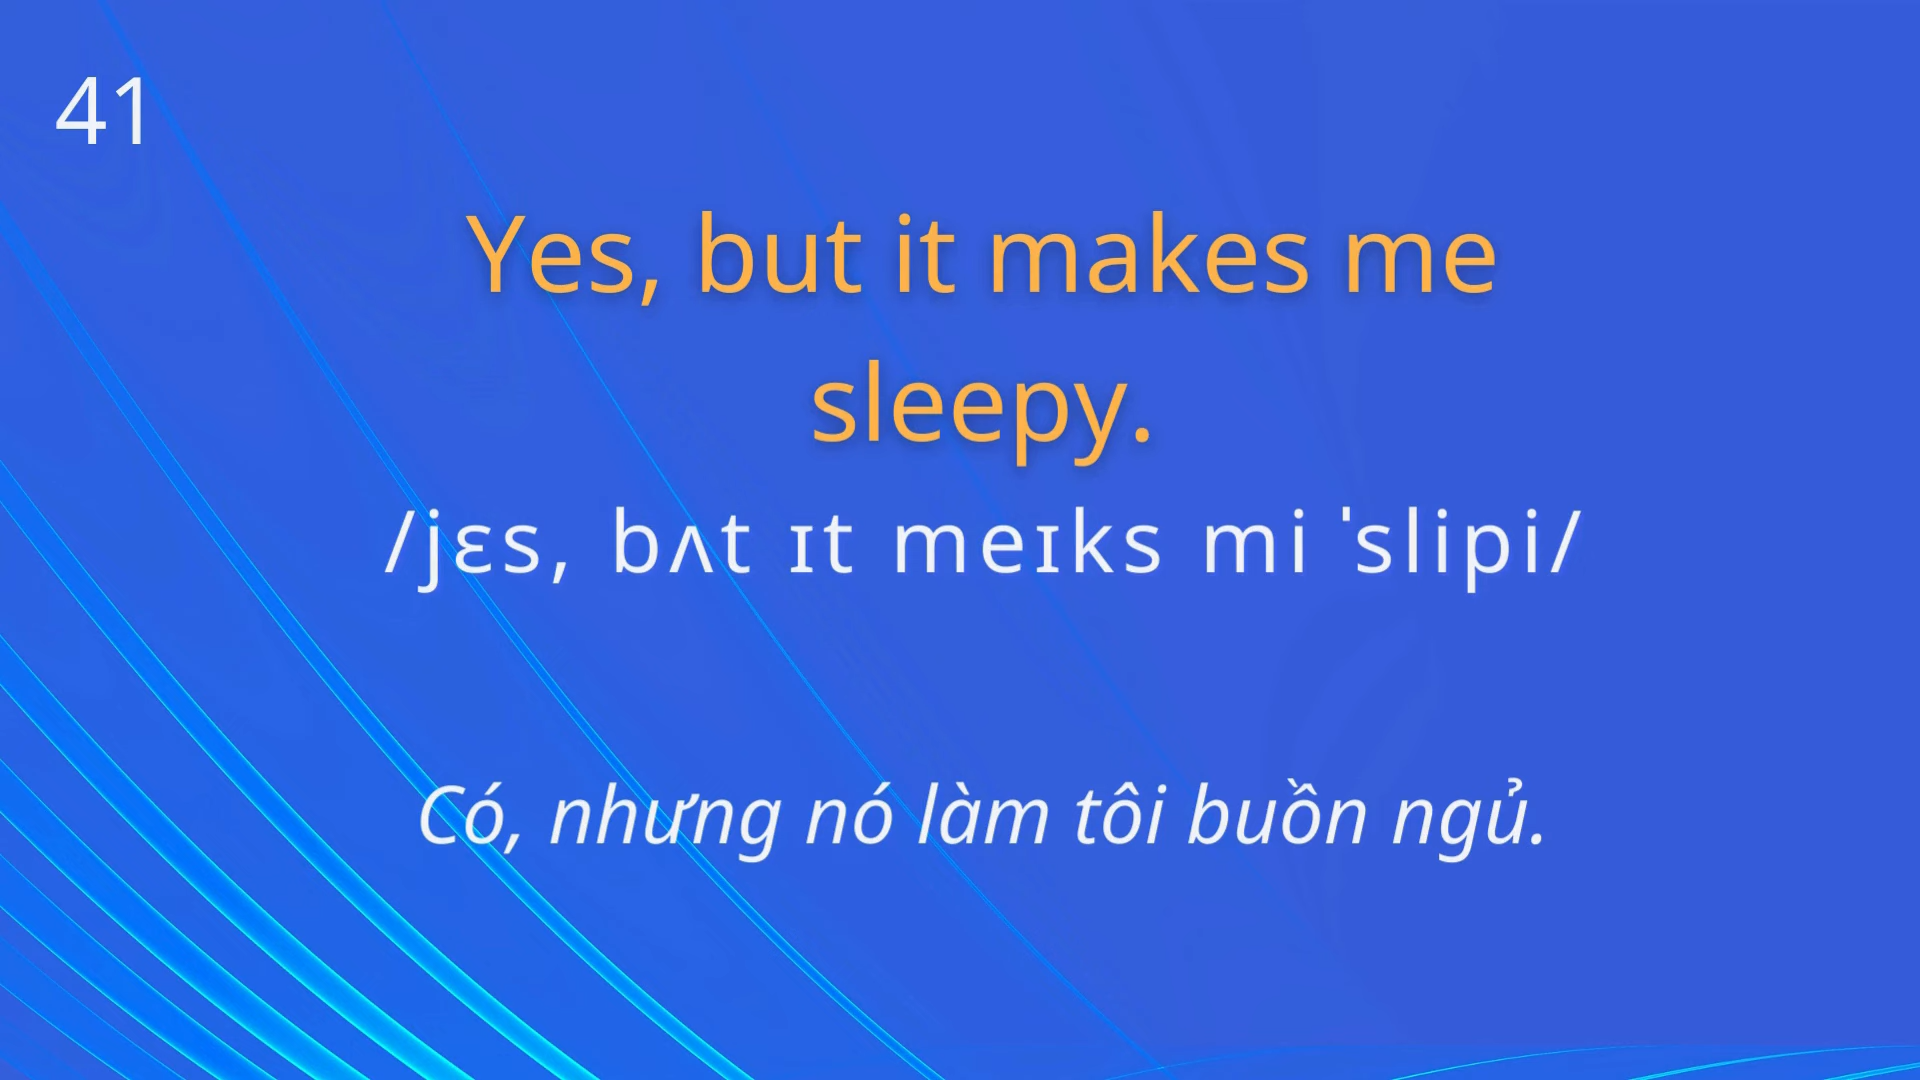 41
Yes, but it makes me
sleepy.
/jɛs, bʌt ɪt meɪks mi ˈslipi/
Có, nhưng nó làm tôi buồn ngủ.